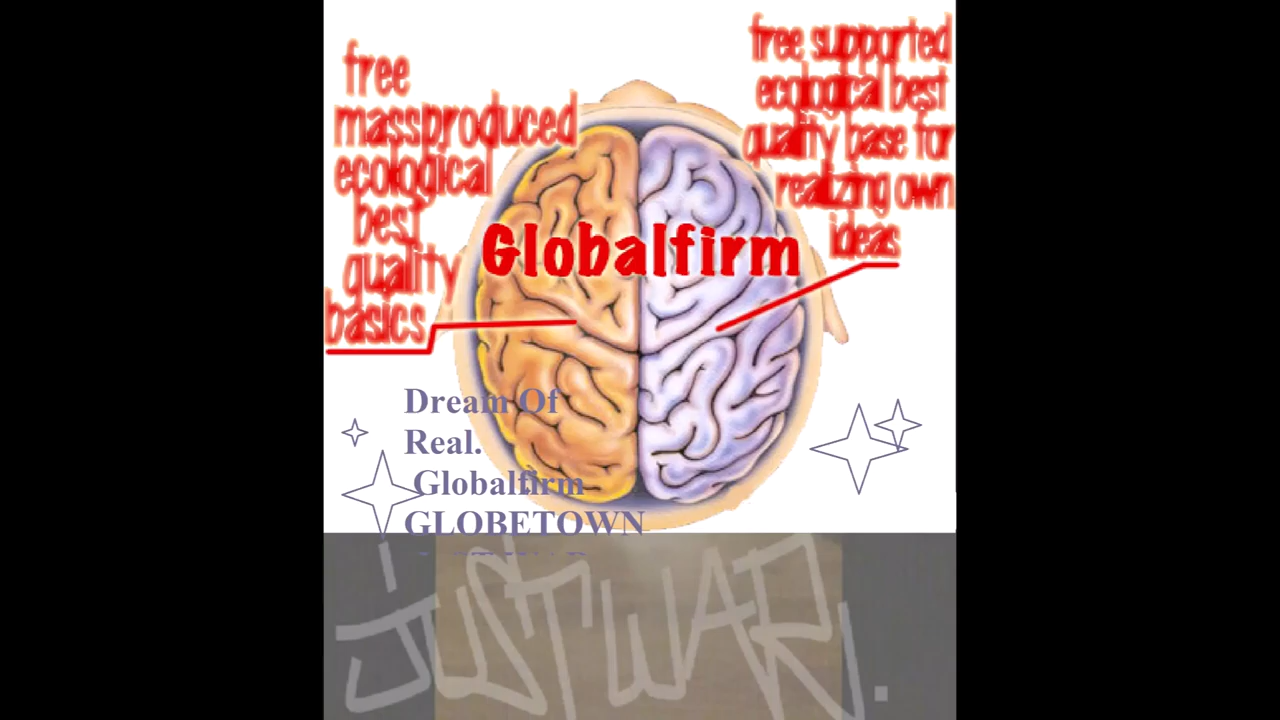 free
massproduced
ecological
best
quality
basics
free supported
ecological best
quality base for
realizing own
ideas
Globalfirm
Dream Of
Real.
Globalfirm
GLOBETOWN
JUST WAR.